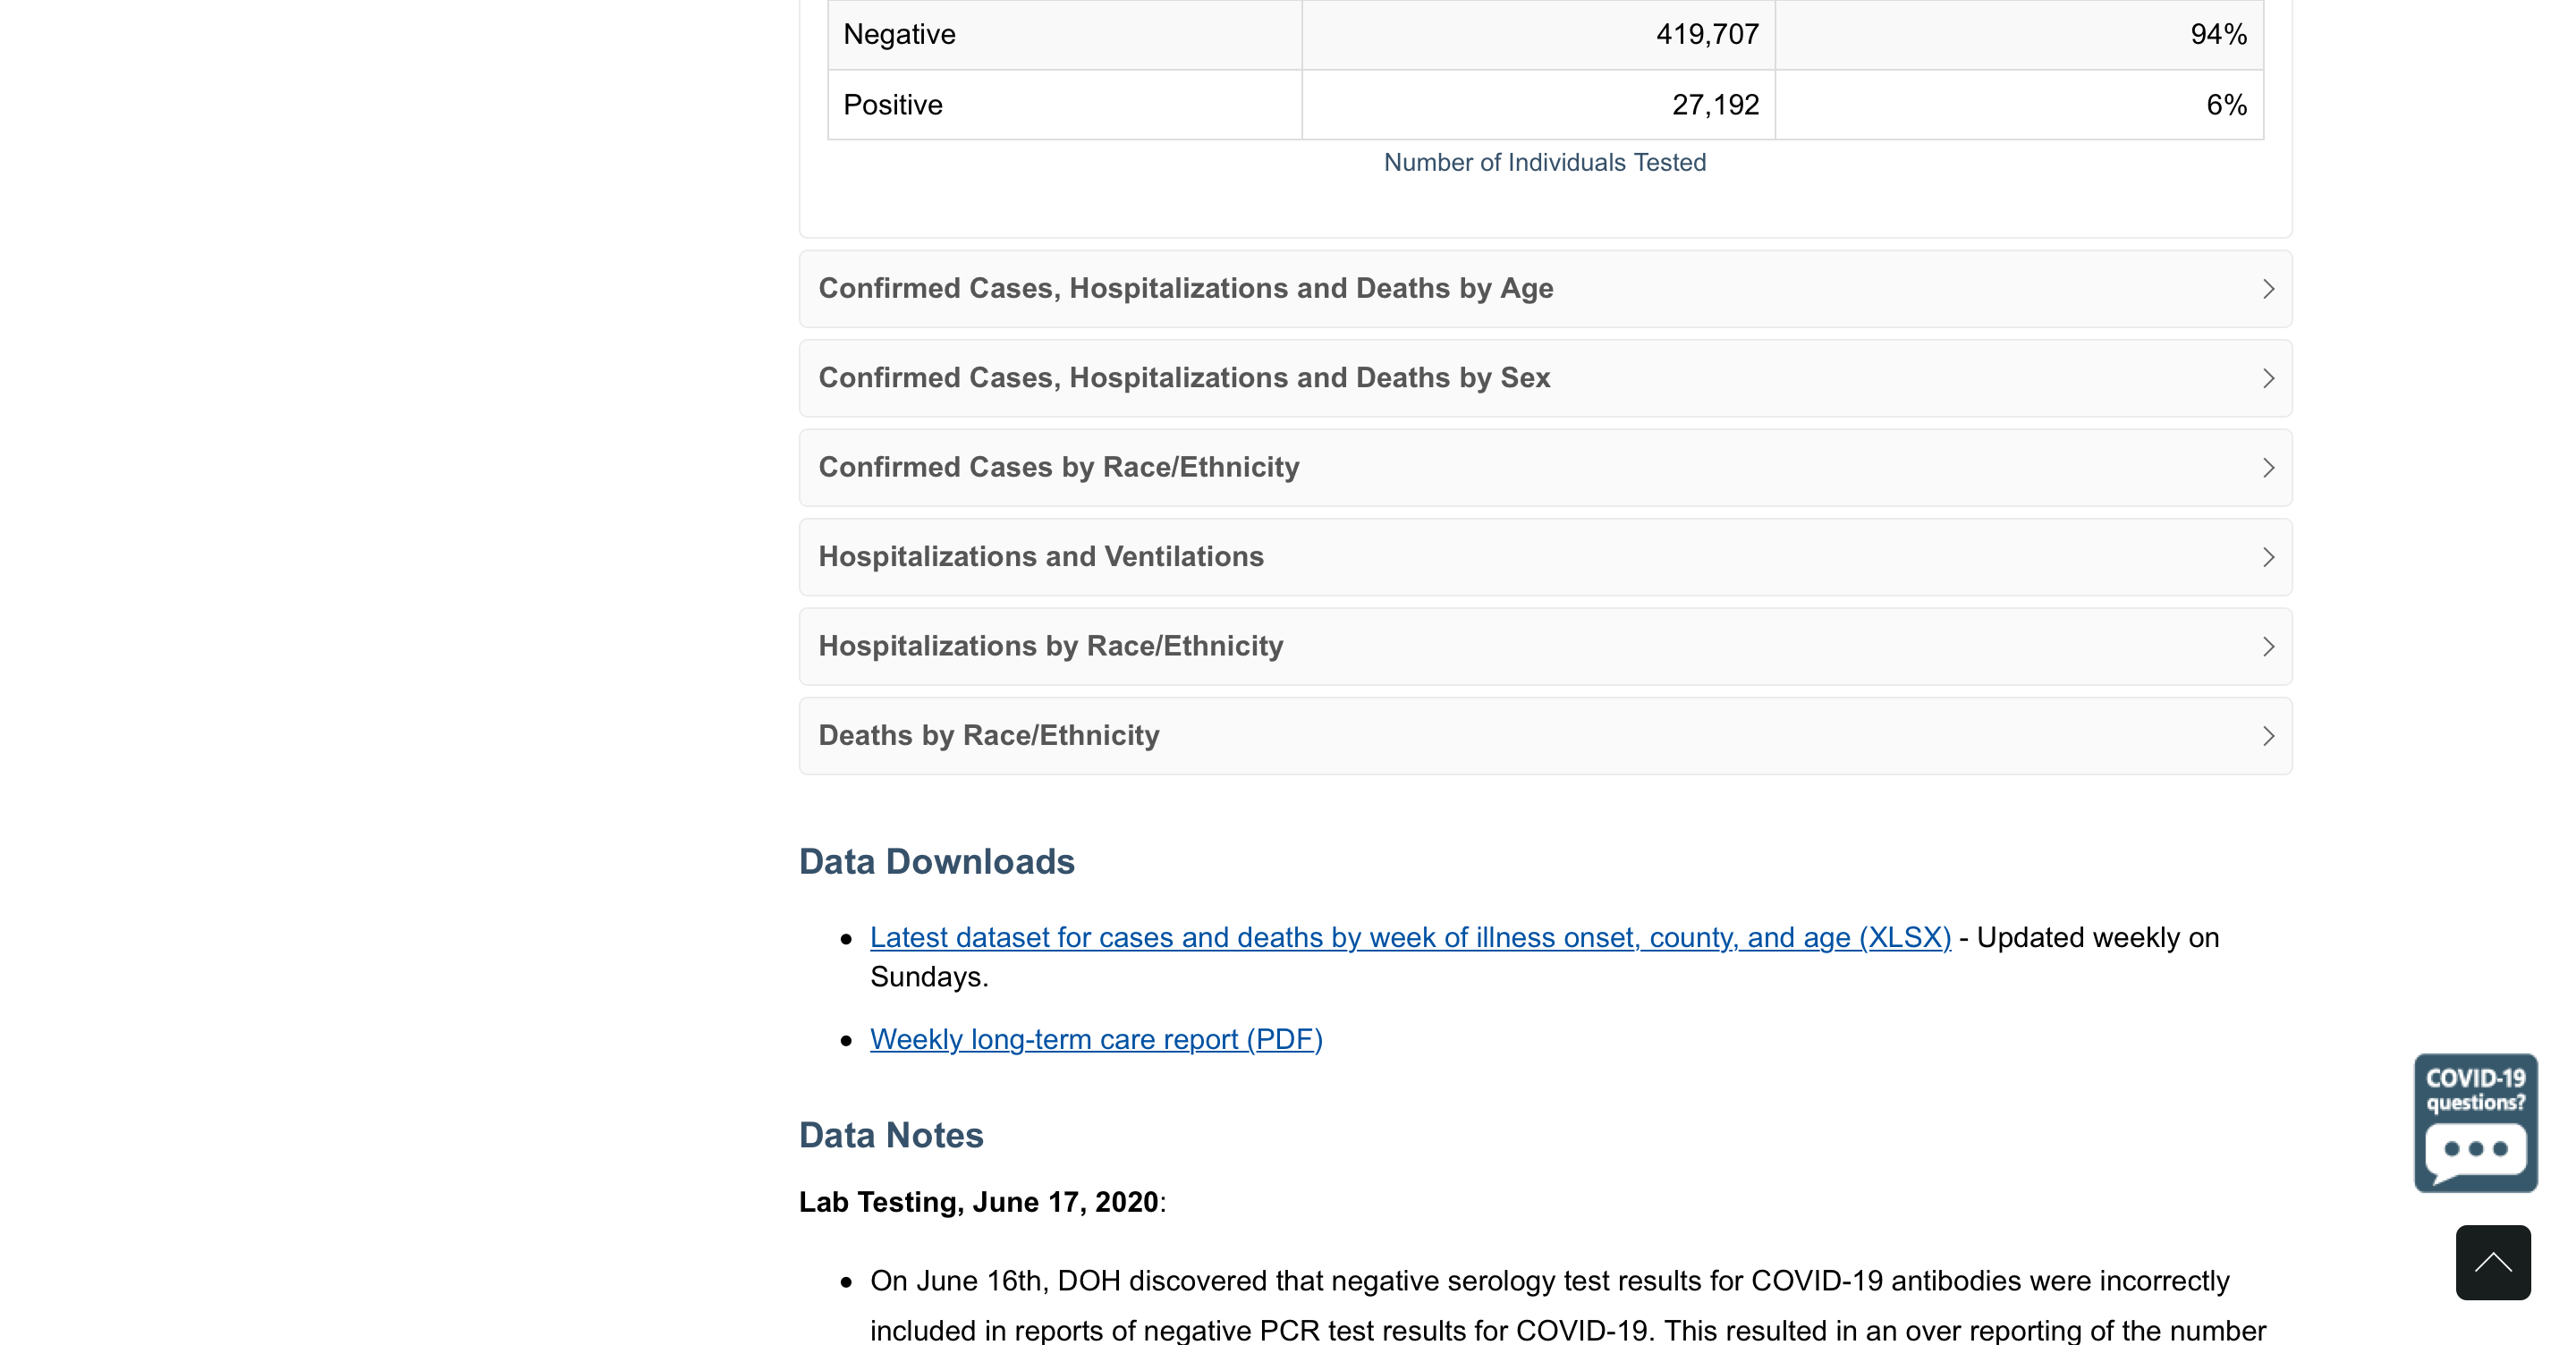 Negative 419,707 94%
Positive 27,192 6%
Number of Individuals Tested
Confirmed Cases, Hospitalizations and Deaths by Age
Confirmed Cases, Hospitalizations and Deaths by Sex
Confirmed Cases by Race/Ethnicity
Hospitalizations and Ventilations
Hospitalizations by Race/Ethnicity
Deaths by Race/Ethnicity
Data Downloads
• Latest dataset for cases and deaths by week of illness onset, county, and age (XLSX) - Updated weekly on
Sundays.
• Weekly long-term care report (PDF)
Data Notes
Lab Testing, June 17, 2020:
• On June 16th, DOH discovered that negative serology test results for COVID-19 antibodies were incorrectly
included in reports of negative PCR test results for COVID-19. This resulted in an over reporting of the number
COVID-19
questions?